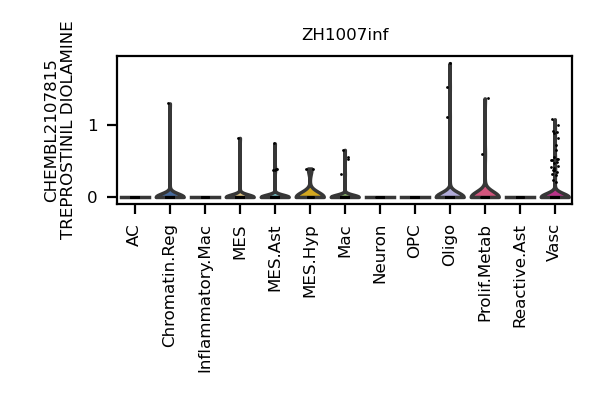 ZH1007inf
CHEMBL2107815
TREPROSTINIL DIOLAMINE
1
0
AC
Chromatin.Reg
Inflammatory.Mac
MES
MES.Ast
MES.Hyp
Mac
Neuron
OPC
Oligo
Prolif.Metab
Reactive.Ast
Vasc